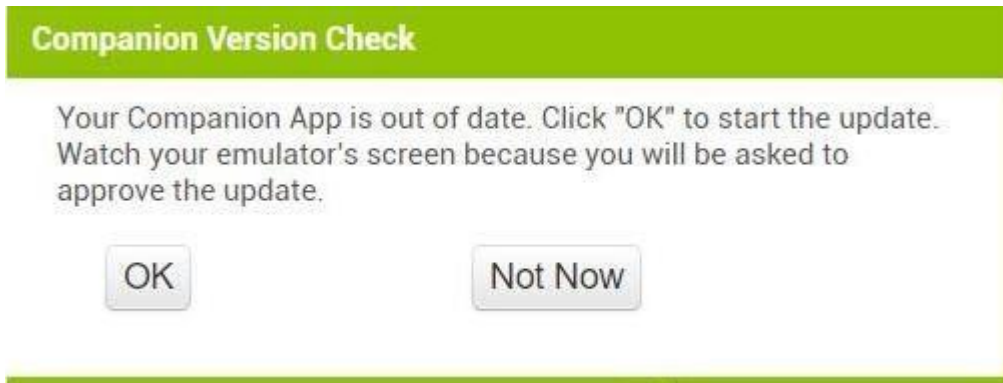 Companion Version Check
Your Companion App is out of date. Click "OK" to start the update.
Watch your emulator's screen because you will be asked to
approve the update.
OK
Not Now